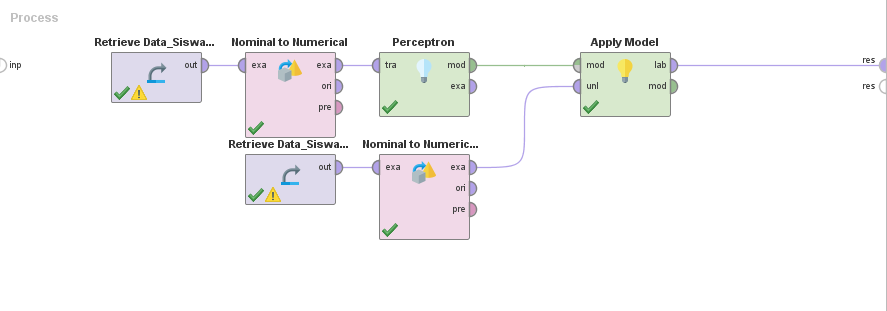 Process
Retrieve Data_Siswa...
Nominal to Numerical
Perceptron
Apply Model
inp
out
exa
exa
ori
pre
tra
mod
exa
mod
unl
lab
mod
res
res
Retrieve Data_Siswa...
Nominal to Numeric...
out
exa
exa
ori
pre